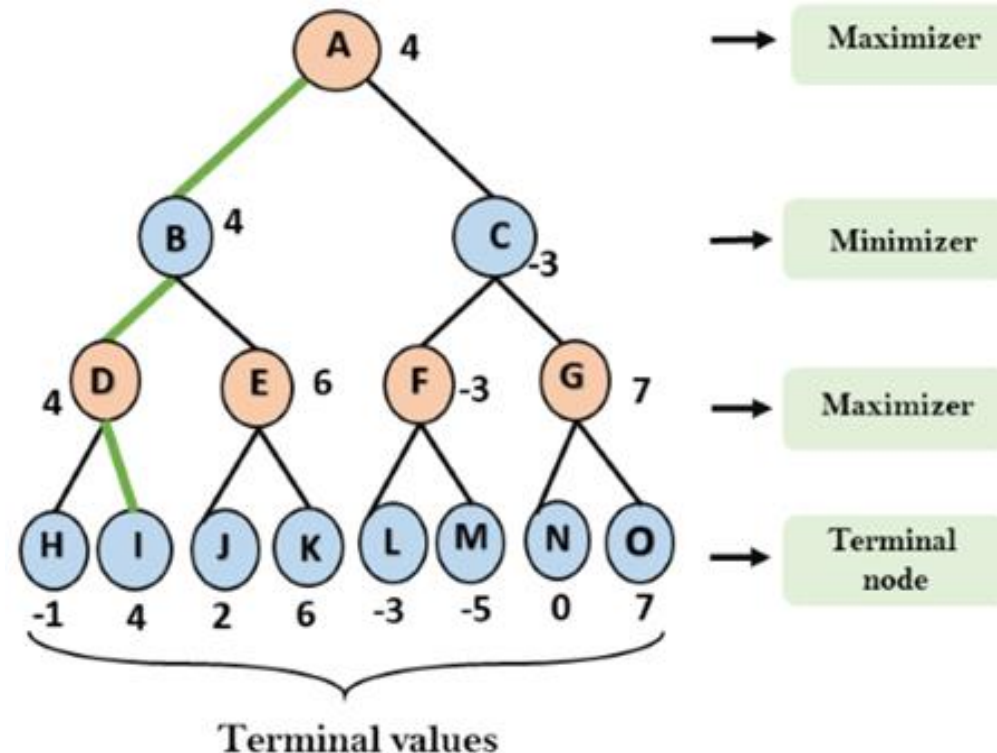 A 4
Maximizer
B 4
C -3
Minimizer
D 4
E 6
F -3
G 7
Maximizer
H I J K L M N O
Terminal
node
-1 4 2 6 -3 -5 0 7
Terminal values